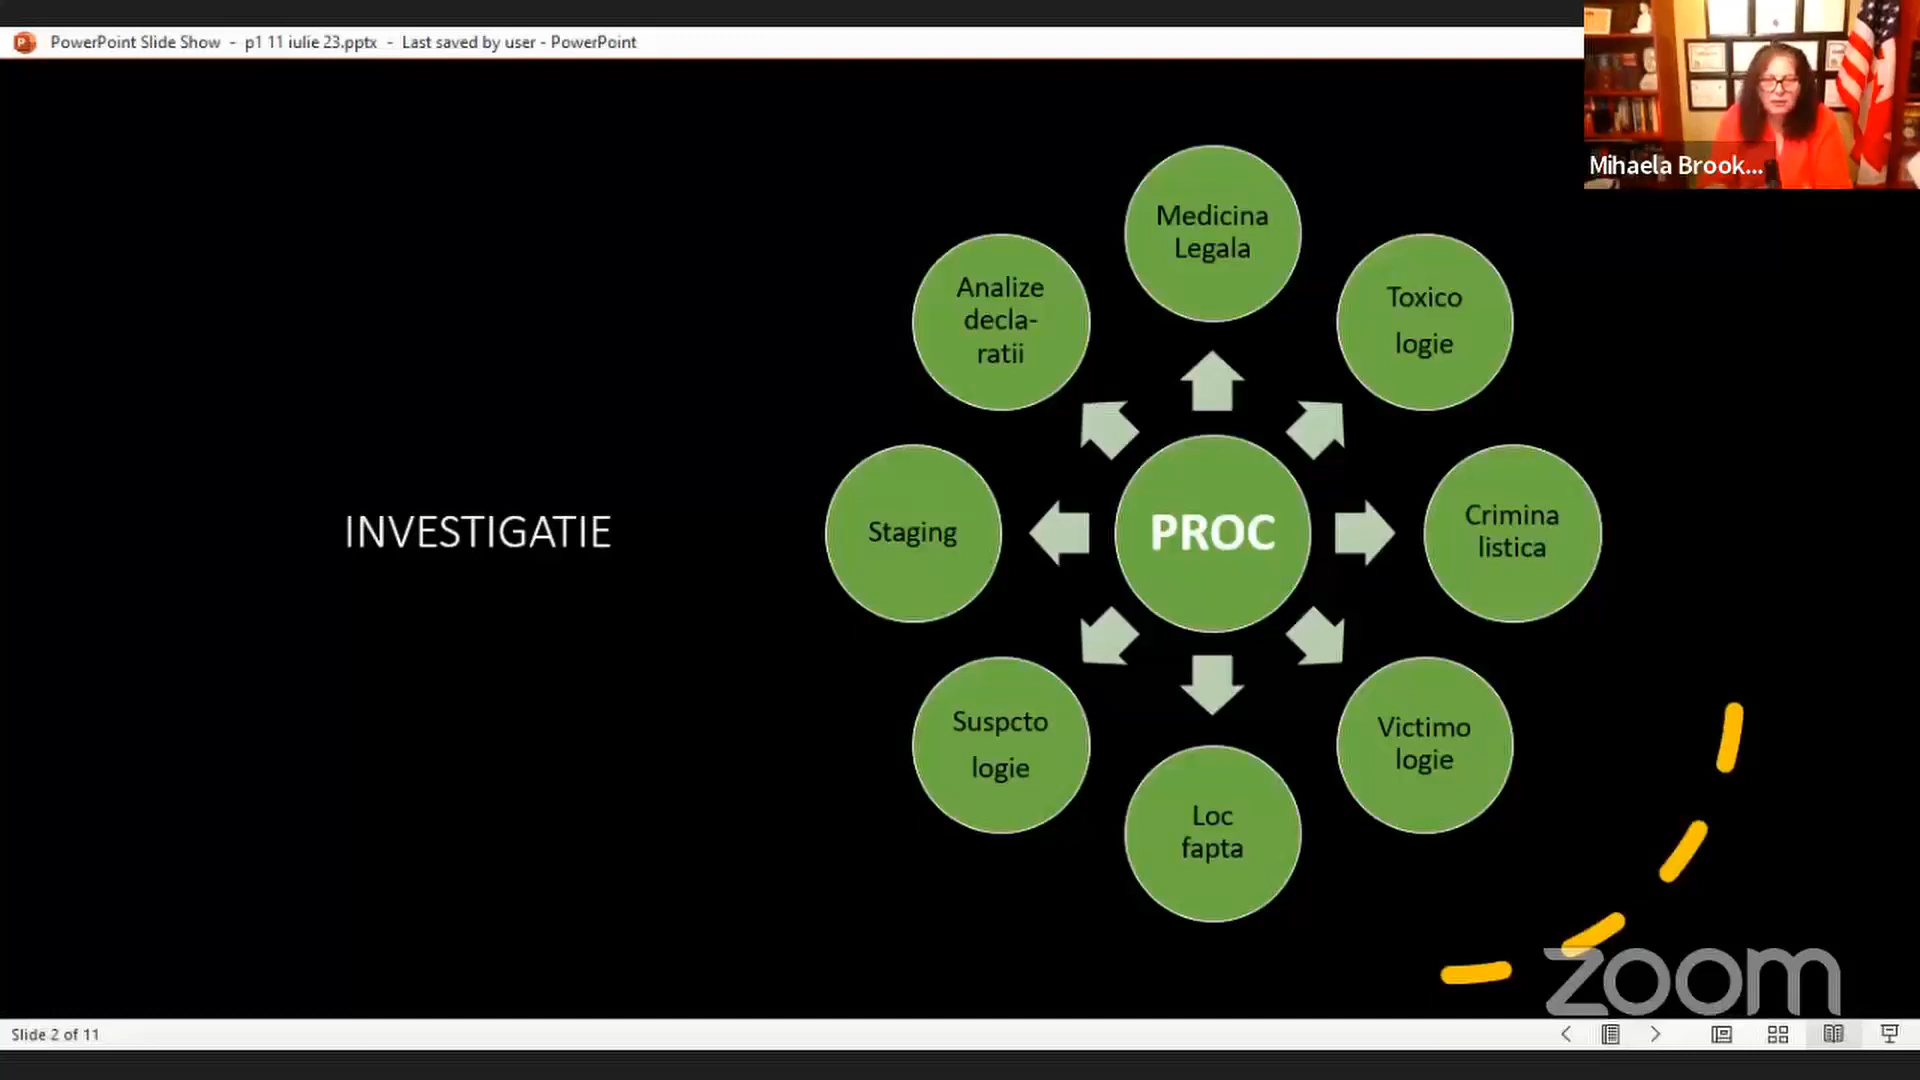 PowerPoint Slide Show - p1 11 iulie 23.pptx - Last saved by user - PowerPoint
Mihaela Brook...
INVESTIGATIE
PROC
Medicina
Legala
Toxico
logie
Crimina
listica
Victimo
logie
Loc
fapta
Suspcto
logie
Staging
Analize
decla-
ratii
zoom
Slide 2 of 11